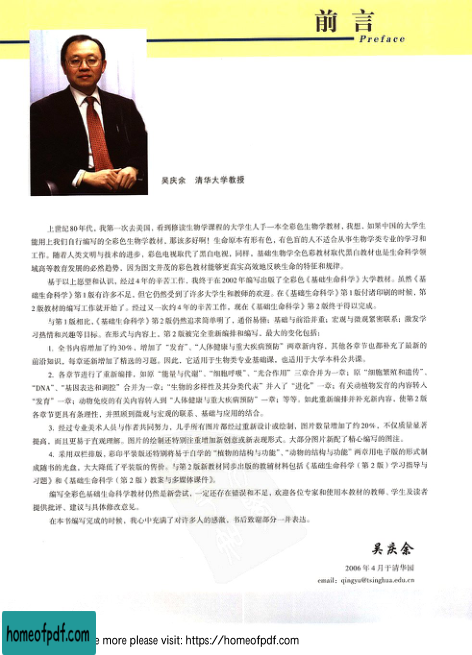 前 言
Preface
吴庆余 清华大学教授
上世纪80年代，我第一次去美国，看到修读生物学课程的大学生人手一本全彩色生物学教材，我想，如果中国的大学生
能用上我们自行编写的全彩色生物学教材，那该多好啊！生命原本有形有色，有色盲的人不适合从事生物学类专业的学习和
工作。随着人类文明与技术的进步，彩色电视取代了黑白电视，同样，基础生物学全色彩教材取代黑白教材也是生命科学领
域高等教育发展的必然趋势，因为图文并茂的彩色教材能够更真实高效地反映生命的特征和规律。
基于以上思想和认识，经过4年的辛苦工作，我终于在2002年编写出版了全彩色《基础生命科学》大学教材。虽然《基
础生命科学》第1版有许多不足，但它仍然受到了许多大学生和教师的欢迎。在《基础生命科学》第1版付诸印刷的时候，第
2版教材的编写工作就开始了。经过又一次约4年的辛苦工作，现在《基础生命科学》第2版终于得以完成。
与第1版相比，《基础生命科学》第2版仍然追求简单明了，通俗易懂；基础与前沿并重；宏观与微观紧密联系；激发学
习热情和兴趣等目标。在形式与内容上，第2版被完全重新编排和编写，最大的变化包括：
1. 全书内容增加了约30%，增加了“发育”、“人体健康与重大疾病预防”两章新内容，其他各章节也都补充了最新的
前沿知识，每章还新增加了精选的习题。因此，它适用于生物类专业基础课，也适用于大学本科公共课。
2. 各章节进行了重新编排，如原“能量与代谢”、“细胞呼吸”、“光合作用”三章合并为一章；原“细胞繁殖和遗传”、
“DNA”、“基因表达和调控”合并为一章；“生物的多样性及其分类代表”并入了“进化”一章；有关动植物发育的内容转入
“发育”一章；动物免疫的有关内容转入到“人体健康与重大疾病预防”一章；等等。如此重新编排并补充新内容，使第2版
各章节更具有条理性，并照顾到微观与宏观的联系、基础与应用的结合。
3. 经过专业美术人员与作者共同努力，几乎所有图片都经过重新设计或绘制，图片数量增加了约20%，不仅质量显著
提高，而且更易于直观理解。图片的绘制还特别注重增加新创意或新表现形式，大部分图片新配了精心编写的图注。
4. 采用双栏排版，彩印平装版还特别将易于自学的“植物的结构与功能”、“动物的结构与功能”两章用电子版的形式制
成随书的光盘，大大降低了平装版的售价。与第2版新教材同步出版的教辅材料包括《基础生命科学（第2版）学习指导与
习题》和《基础生命科学（第2版）教案与多媒体课件》。
编写全彩色基础生命科学教材仍然是新尝试，一定还存在错误和不足，欢迎各位专家和使用本教材的教师、学生及读者
提供批评、建议与具体修改意见。
在本书编写完成的时候，我心中充满了对许多人的感激，书后致谢部分一并表达。
吴庆余
2006年4月于清华园
email: qingyu@tsinghua.edu.cn
homeofpdf.com
e more please visit: https://homeofpdf.com